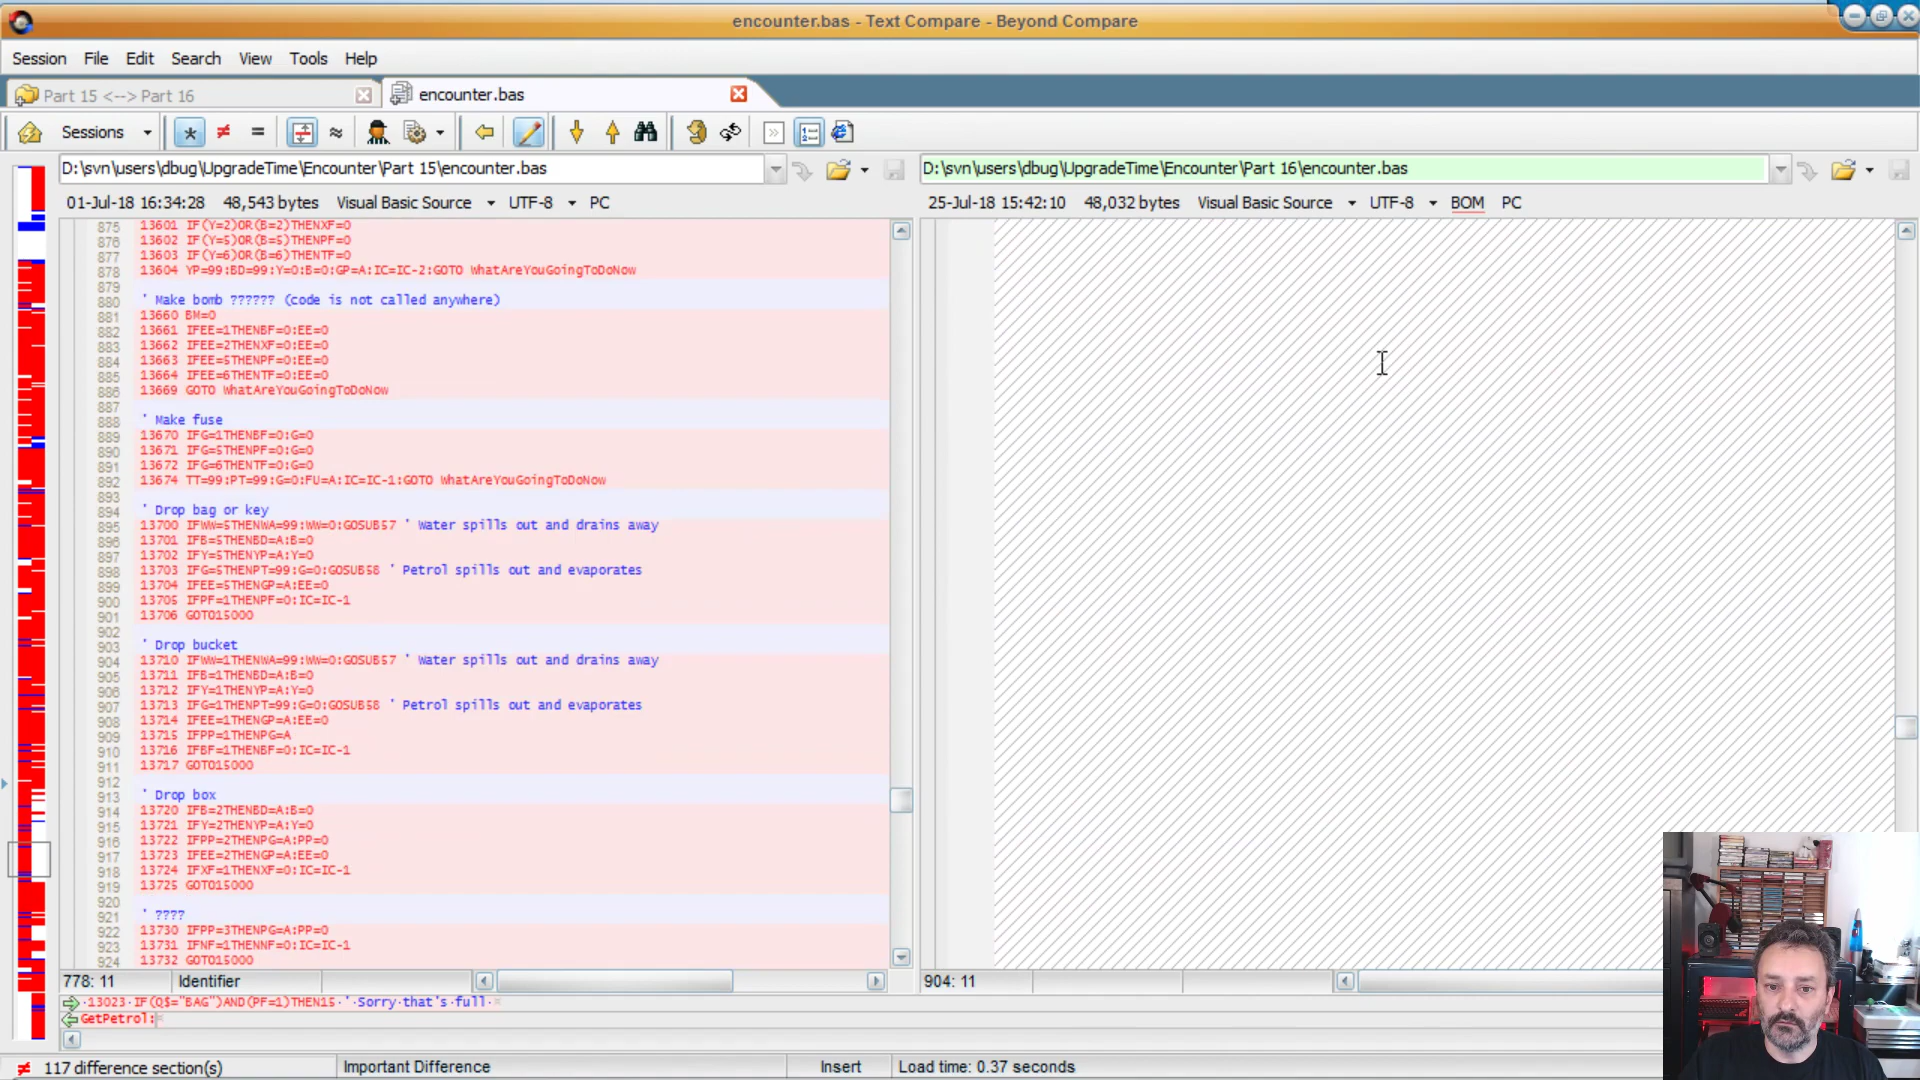 encounter.bas - Text Compare - Beyond Compare
Session File Edit Search View Tools Help
Part 15 <--> Part 16
encounter.bas
Sessions
D:\svn\users\dbug\UpgradeTime\Encounter\Part 15\encounter.bas
D:\svn\users\dbug\UpgradeTime\Encounter\Part 16\encounter.bas
01-Jul-18 16:34:28 48,543 bytes Visual Basic Source UTF-8 PC
25-Jul-18 15:42:10 48,032 bytes Visual Basic Source UTF-8 BOM PC
875 13601 IF(Y=2)OR(B=2)THENXF=0
876 13602 IF(Y=5)OR(B=5)THENPF=0
877 13603 IF(Y=6)OR(B=6)THENTF=0
878 13604 YP=99:BD=99:Y=0:B=0:GP=A:IC=IC-2:GOTO WhatAreYouGoingToDoNow
879
880 ' Make bomb ?????? (code is not called anywhere)
881 13660 BM=0
882 13661 IFEE=1THENBF=0:EE=0
883 13662 IFEE=2THENXF=0:EE=0
884 13663 IFEE=5THENPF=0:EE=0
885 13664 IFEE=6THENTF=0:EE=0
886 13669 GOTO WhatAreYouGoingToDoNow
887
888 ' Make fuse
889 13670 IFG=1THENBF=0:G=0
890 13671 IFG=5THENPF=0:G=0
891 13672 IFG=6THENTF=0:G=0
892 13674 TT=99:PT=99:G=0:FU=A:IC=IC-1:GOTO WhatAreYouGoingToDoNow
893
894 ' Drop bag or key
895 13700 IFWW=5THENWA=99:WW=0:GOSUB57 ' Water spills out and drains away
896 13701 IFB=5THENBD=A:B=0
897 13702 IFY=5THENYP=A:Y=0
898 13703 IFG=5THENPT=99:G=0:GOSUB58 ' Petrol spills out and evaporates
899 13704 IFEE=5THENGP=A:EE=0
900 13705 IFPF=1THENPF=0:IC=IC-1
901 13706 GOTO15000
902
903 ' Drop bucket
904 13710 IFWW=1THENWA=99:WW=0:GOSUB57 ' Water spills out and drains away
905 13711 IFB=1THENBD=A:B=0
906 13712 IFY=1THENYP=A:Y=0
907 13713 IFG=1THENPT=99:G=0:GOSUB58 ' Petrol spills out and evaporates
908 13714 IFEE=1THENGP=A:EE=0
909 13715 IFPP=1THENPG=A
910 13716 IFBF=1THENBF=0:IC=IC-1
911 13717 GOTO15000
912
913 ' Drop box
914 13720 IFB=2THENBD=A:B=0
915 13721 IFY=2THENYP=A:Y=0
916 13722 IFPP=2THENPG=A:PP=0
917 13723 IFEE=2THENGP=A:EE=0
918 13724 IFXF=1THENXF=0:IC=IC-1
919 13725 GOTO15000
920
921 ' ????
922 13730 IFPP=3THENPG=A:PP=0
923 13731 IFNF=1THENNF=0:IC=IC-1
924 13732 GOTO15000
778: 11 Identifier
904: 11
13023 IF(Q$="BAG")AND(PF=1)THEN15 ' Sorry that's full
GetPetrol:
117 difference section(s) Important Difference Insert Load time: 0.37 seconds